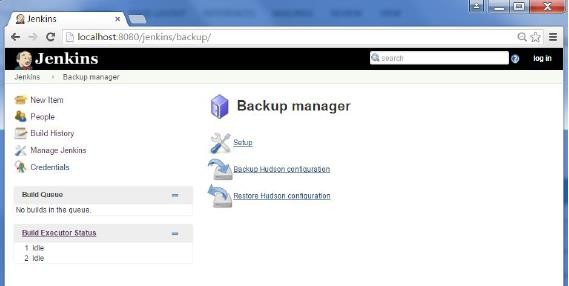 Jenkins
localhost:8080/jenkins/backup/
Jenkins
search
log in
Jenkins
Backup manager
New Item
People
Build History
Manage Jenkins
Credentials
Build Queue
No builds in the queue.
Build Executor Status
1 Idle
2 Idle
Backup manager
Setup
Backup Hudson configuration
Restore Hudson configuration